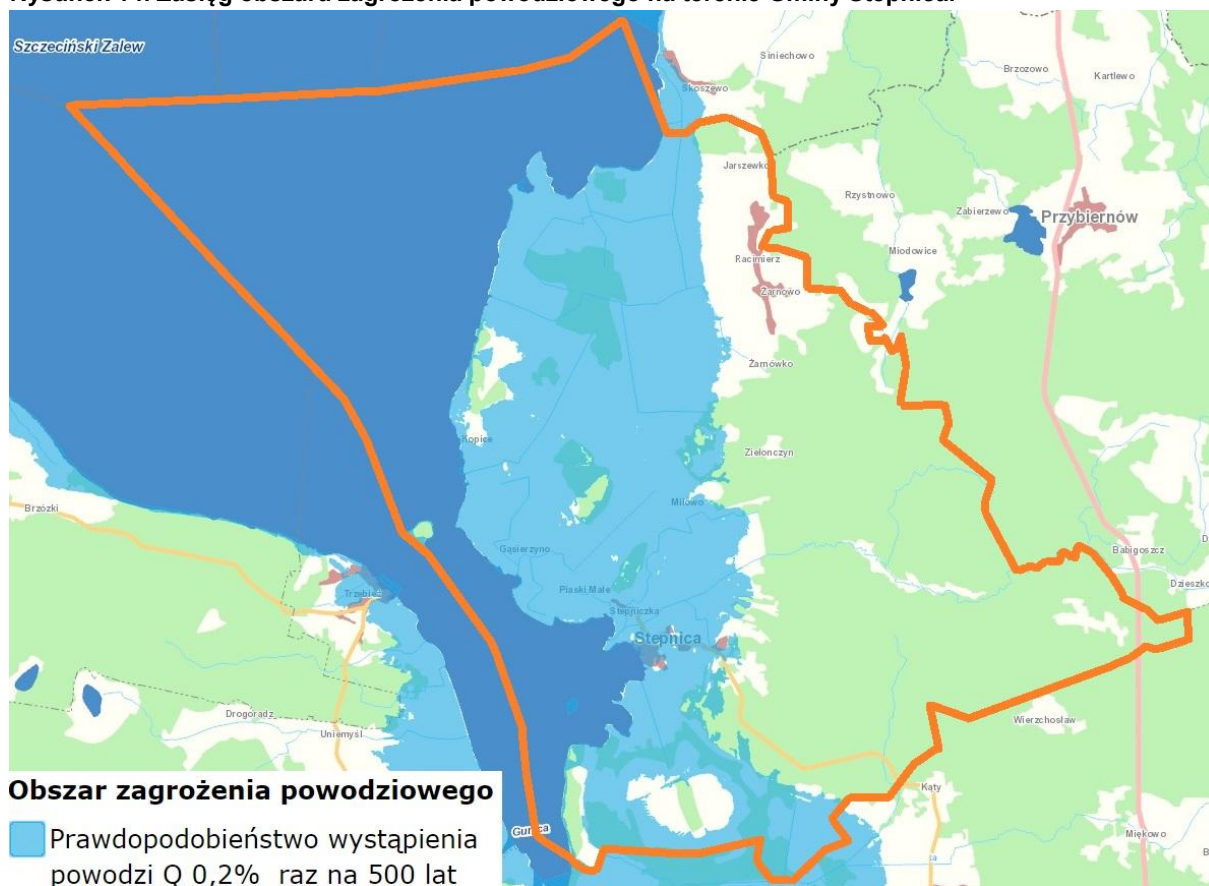 Szczeciński Zalew
Siniechowo
Brzozowo
Kartlewo
Skoszewo
Jarszewko
Rzystnowo
Zabierzewo
Przybiernów
Miodowice
Racimierz
Żarnowo
Żarnówko
Kopice
Zielonczyn
Miłowo
Brzózki
Gąsierzyno
Babigoszcz
Trzebież
Piaski Małe
Stepniczka
Stepnica
Drogoradz
Uniemyśl
Wierzchosław
Kąty
Miękowo
Obszar zagrożenia powodziowego
Prawdopodobieństwo wystąpienia
powodzi Q 0,2% raz na 500 lat